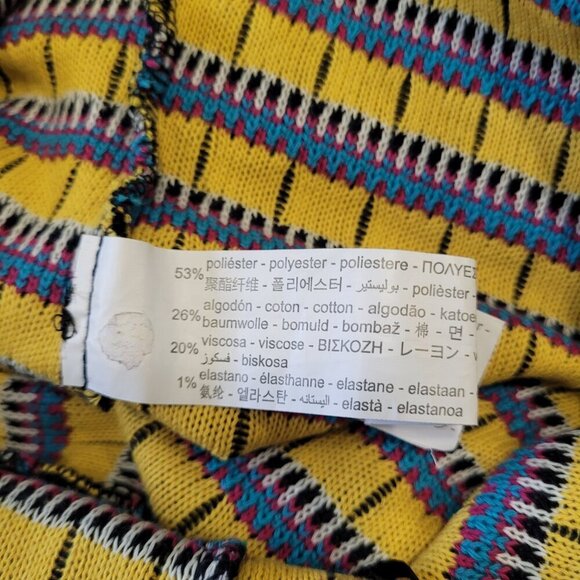 53% poliéster - polyester - poliestere - ΠΟΛΥΕΣ
聚酯纤维 - 폴리에스터 - بوليستير - polièster -
26% algodón - coton - cotton - algodão - katoe
baumwolle - bomuld - bombaž - 棉 - 면 -
20% viscosa - viscose - ΒΙΣΚΟΖΗ - レーヨン -
فسكوز - biskosa
1% elastano - élasthanne - elastane - elastaan -
氨纶 - 엘라스탄 - اليستانه - elastà - elastanoa